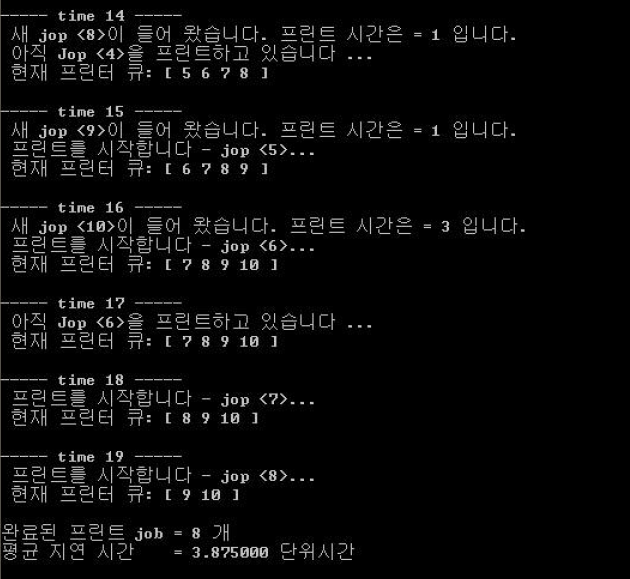 ----- time 14 -----
새 jop <8>이 들어 왔습니다. 프린트 시간은 = 1 입니다.
아직 Jop <4>을 프린트하고 있습니다 ...
현재 프린터 큐: [ 5 6 7 8 ]
----- time 15 -----
새 jop <9>이 들어 왔습니다. 프린트 시간은 = 1 입니다.
프린트를 시작합니다 - jop <5>...
현재 프린터 큐: [ 6 7 8 9 ]
----- time 16 -----
새 jop <10>이 들어 왔습니다. 프린트 시간은 = 3 입니다.
프린트를 시작합니다 - jop <6>...
현재 프린터 큐: [ 7 8 9 10 ]
----- time 17 -----
아직 Jop <6>을 프린트하고 있습니다 ...
현재 프린터 큐: [ 7 8 9 10 ]
----- time 18 -----
프린트를 시작합니다 - jop <7>...
현재 프린터 큐: [ 8 9 10 ]
----- time 19 -----
프린트를 시작합니다 - jop <8>...
현재 프린터 큐: [ 9 10 ]
완료된 프린트 job = 8 개
평균 지연 시간 = 3.875000 단위시간